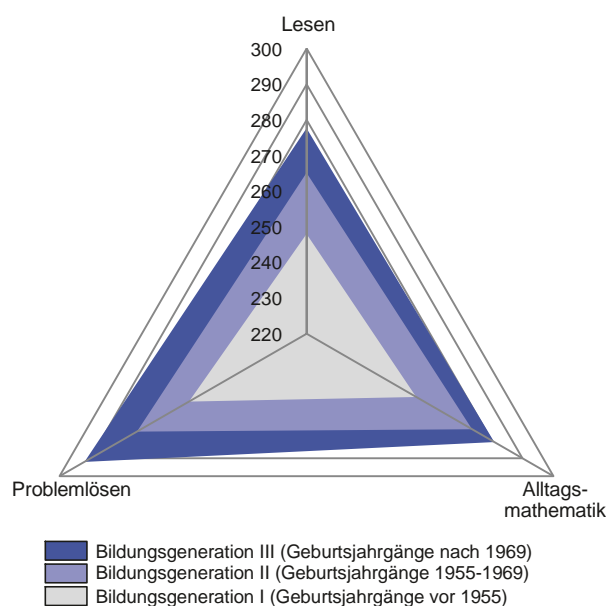 Lesen
300
290
280
270
260
250
240
230
220
Problemlösen
Alltags-
mathematik
Bildungsgeneration III (Geburtsjahrgänge nach 1969)
Bildungsgeneration II (Geburtsjahrgänge 1955-1969)
Bildungsgeneration I (Geburtsjahrgänge vor 1955)